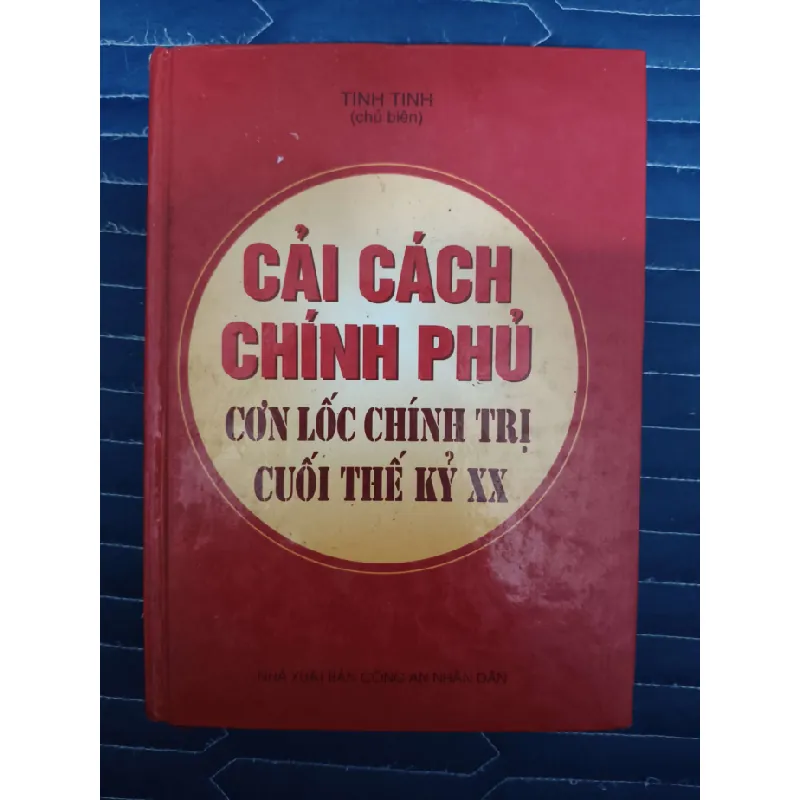 TINH TINH
(chủ biên)
CẢI CÁCH
CHÍNH PHỦ
CƠN LỐC CHÍNH TRỊ
CUỐI THẾ KỶ XX
NHÀ XUẤT BẢN CÔNG AN NHÂN DÂN